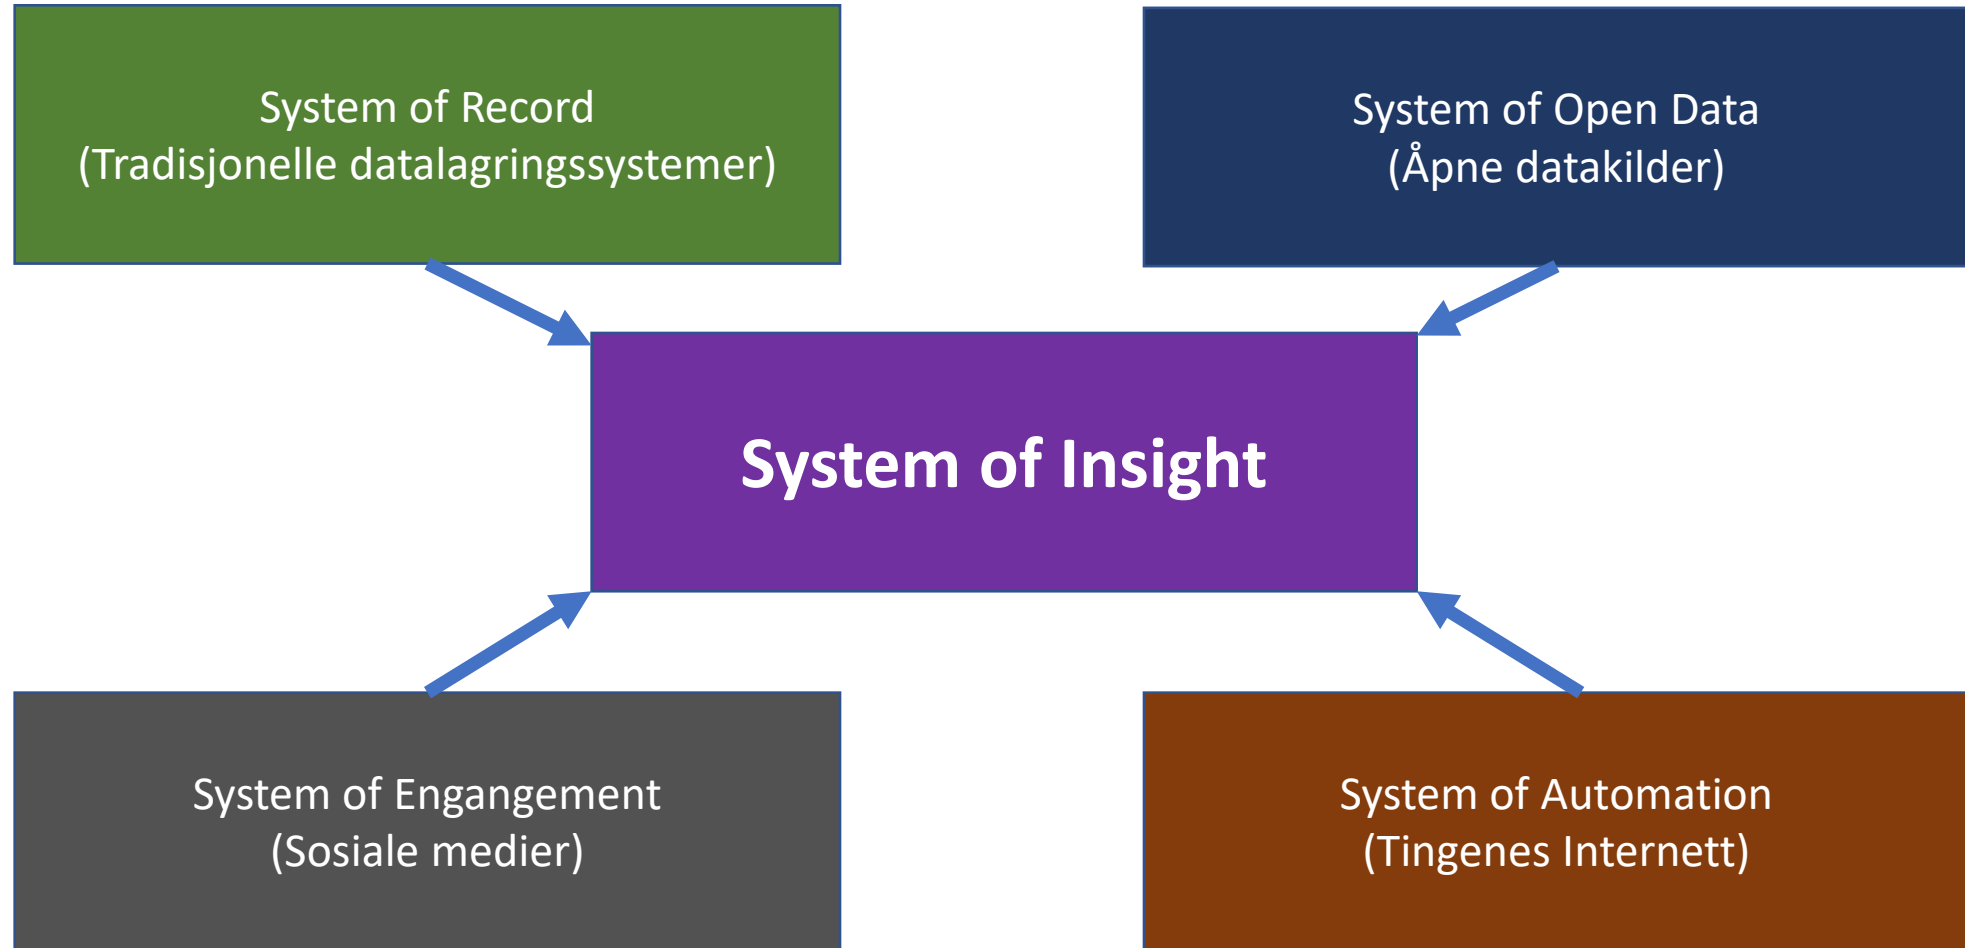 System of Record
(Tradisjonelle datalagringssystemer)
System of Open Data
(Åpne datakilder)
System of Insight
System of Engangement
(Sosiale medier)
System of Automation
(Tingenes Internett)